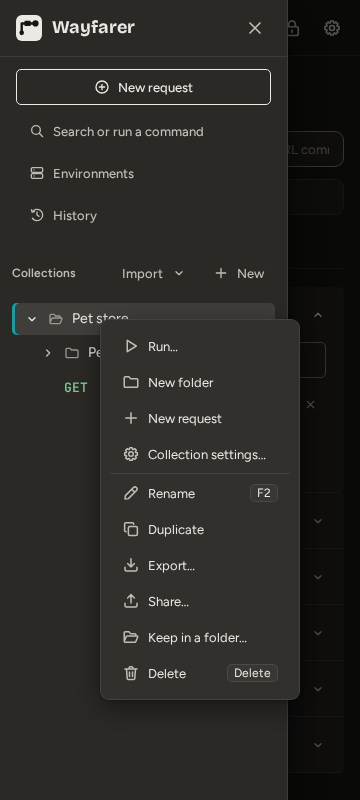 Wayfarer
New request
Search or run a command
Environments
History
Collections
Import
New
Pet store
Run...
New folder
New request
Collection settings...
Rename F2
GET
Duplicate
Export...
Share...
Keep in a folder...
Delete Delete